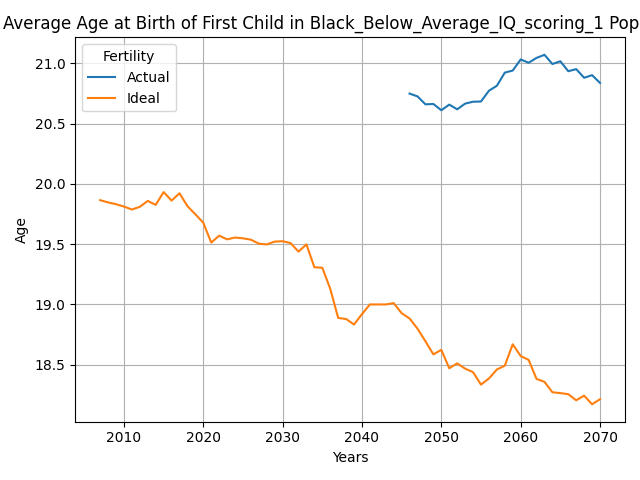 Average Age at Birth of First Child in Black_Below_Average_IQ_scoring_1 Pop
Fertility
Actual
Ideal
21.0
20.5
20.0
19.5
19.0
18.5
Age
2010 2020 2030 2040 2050 2060 2070
Years